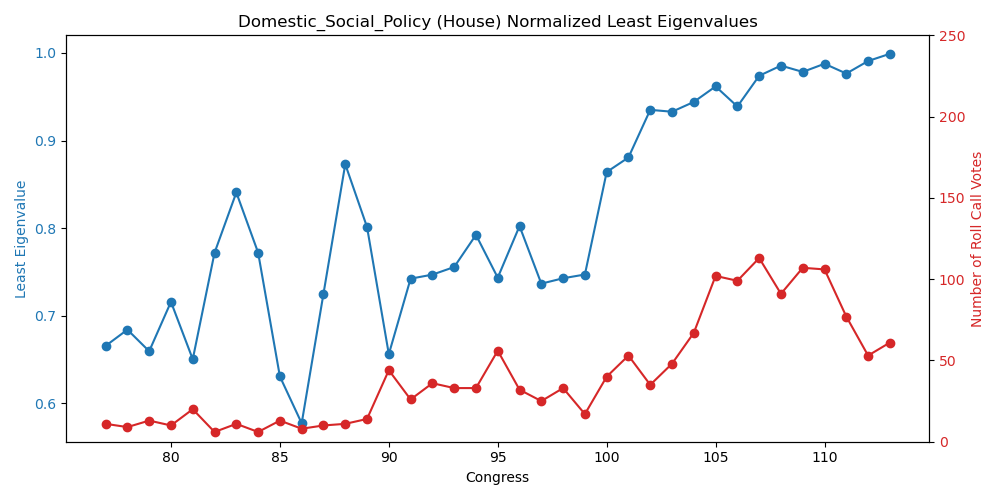 Domestic_Social_Policy (House) Normalized Least Eigenvalues
Least Eigenvalue
1.0
0.9
0.8
0.7
0.6
250
200
150
100
50
0
Number of Roll Call Votes
80 85 90 95 100 105 110
Congress